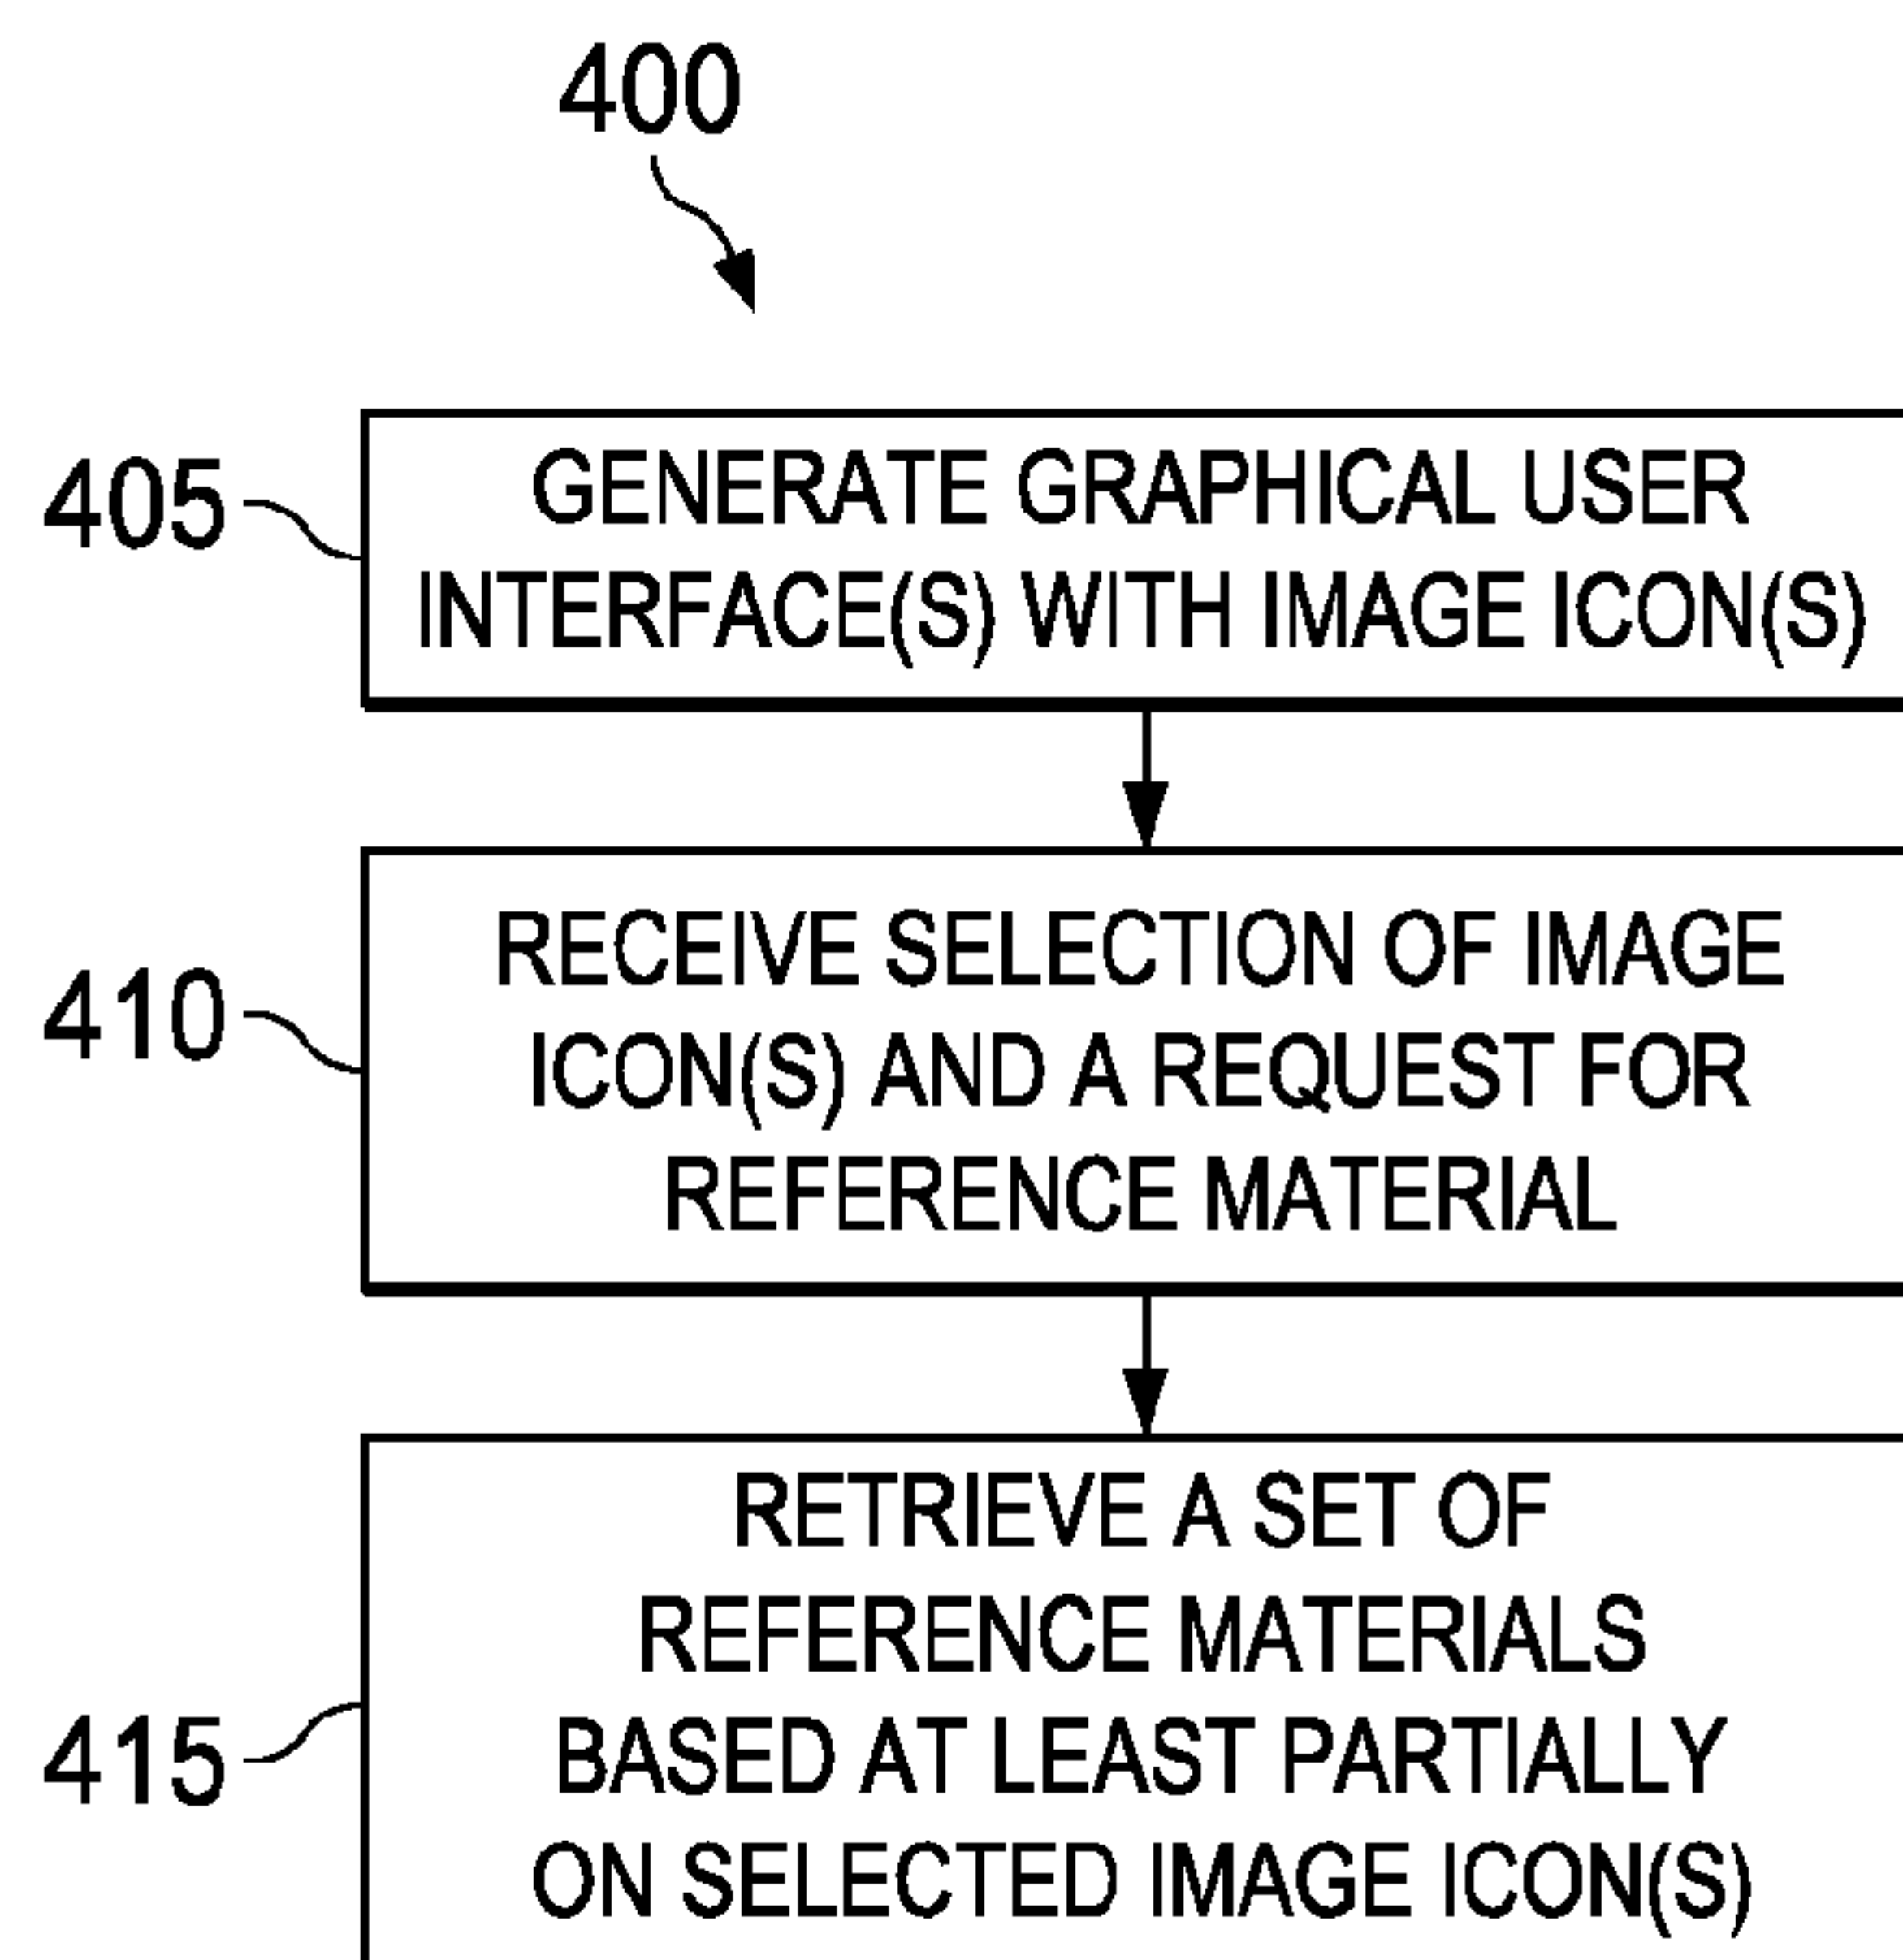 400
405
GENERATE GRAPHICAL USER
INTERFACE(S) WITH IMAGE ICON(S)
410
RECEIVE SELECTION OF IMAGE
ICON(S) AND A REQUEST FOR
REFERENCE MATERIAL
415
RETRIEVE A SET OF
REFERENCE MATERIALS
BASED AT LEAST PARTIALLY
ON SELECTED IMAGE ICON(S)